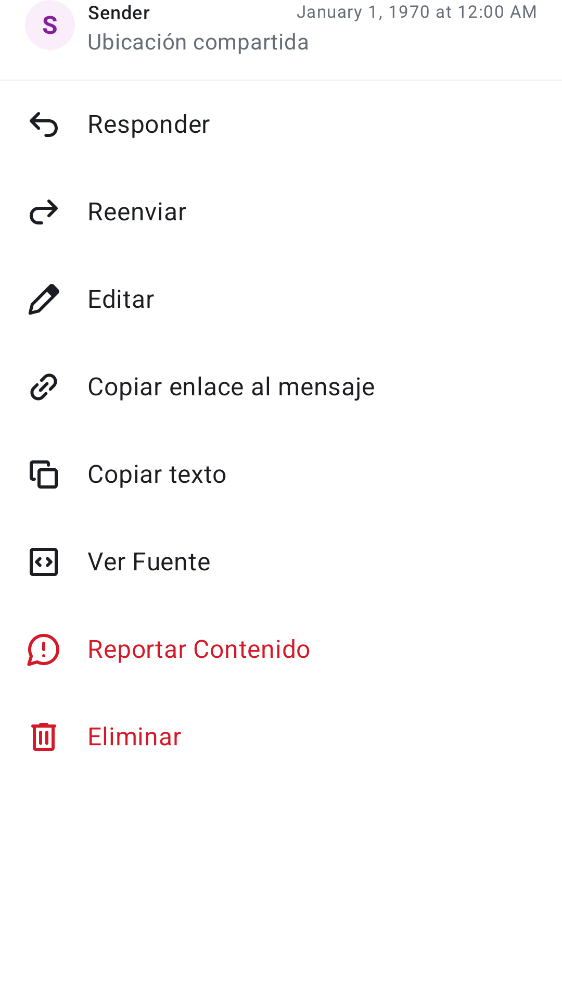 S
Sender
January 1, 1970 at 12:00 AM
Ubicación compartida
Responder
Reenviar
Editar
Copiar enlace al mensaje
Copiar texto
Ver Fuente
Reportar Contenido
Eliminar